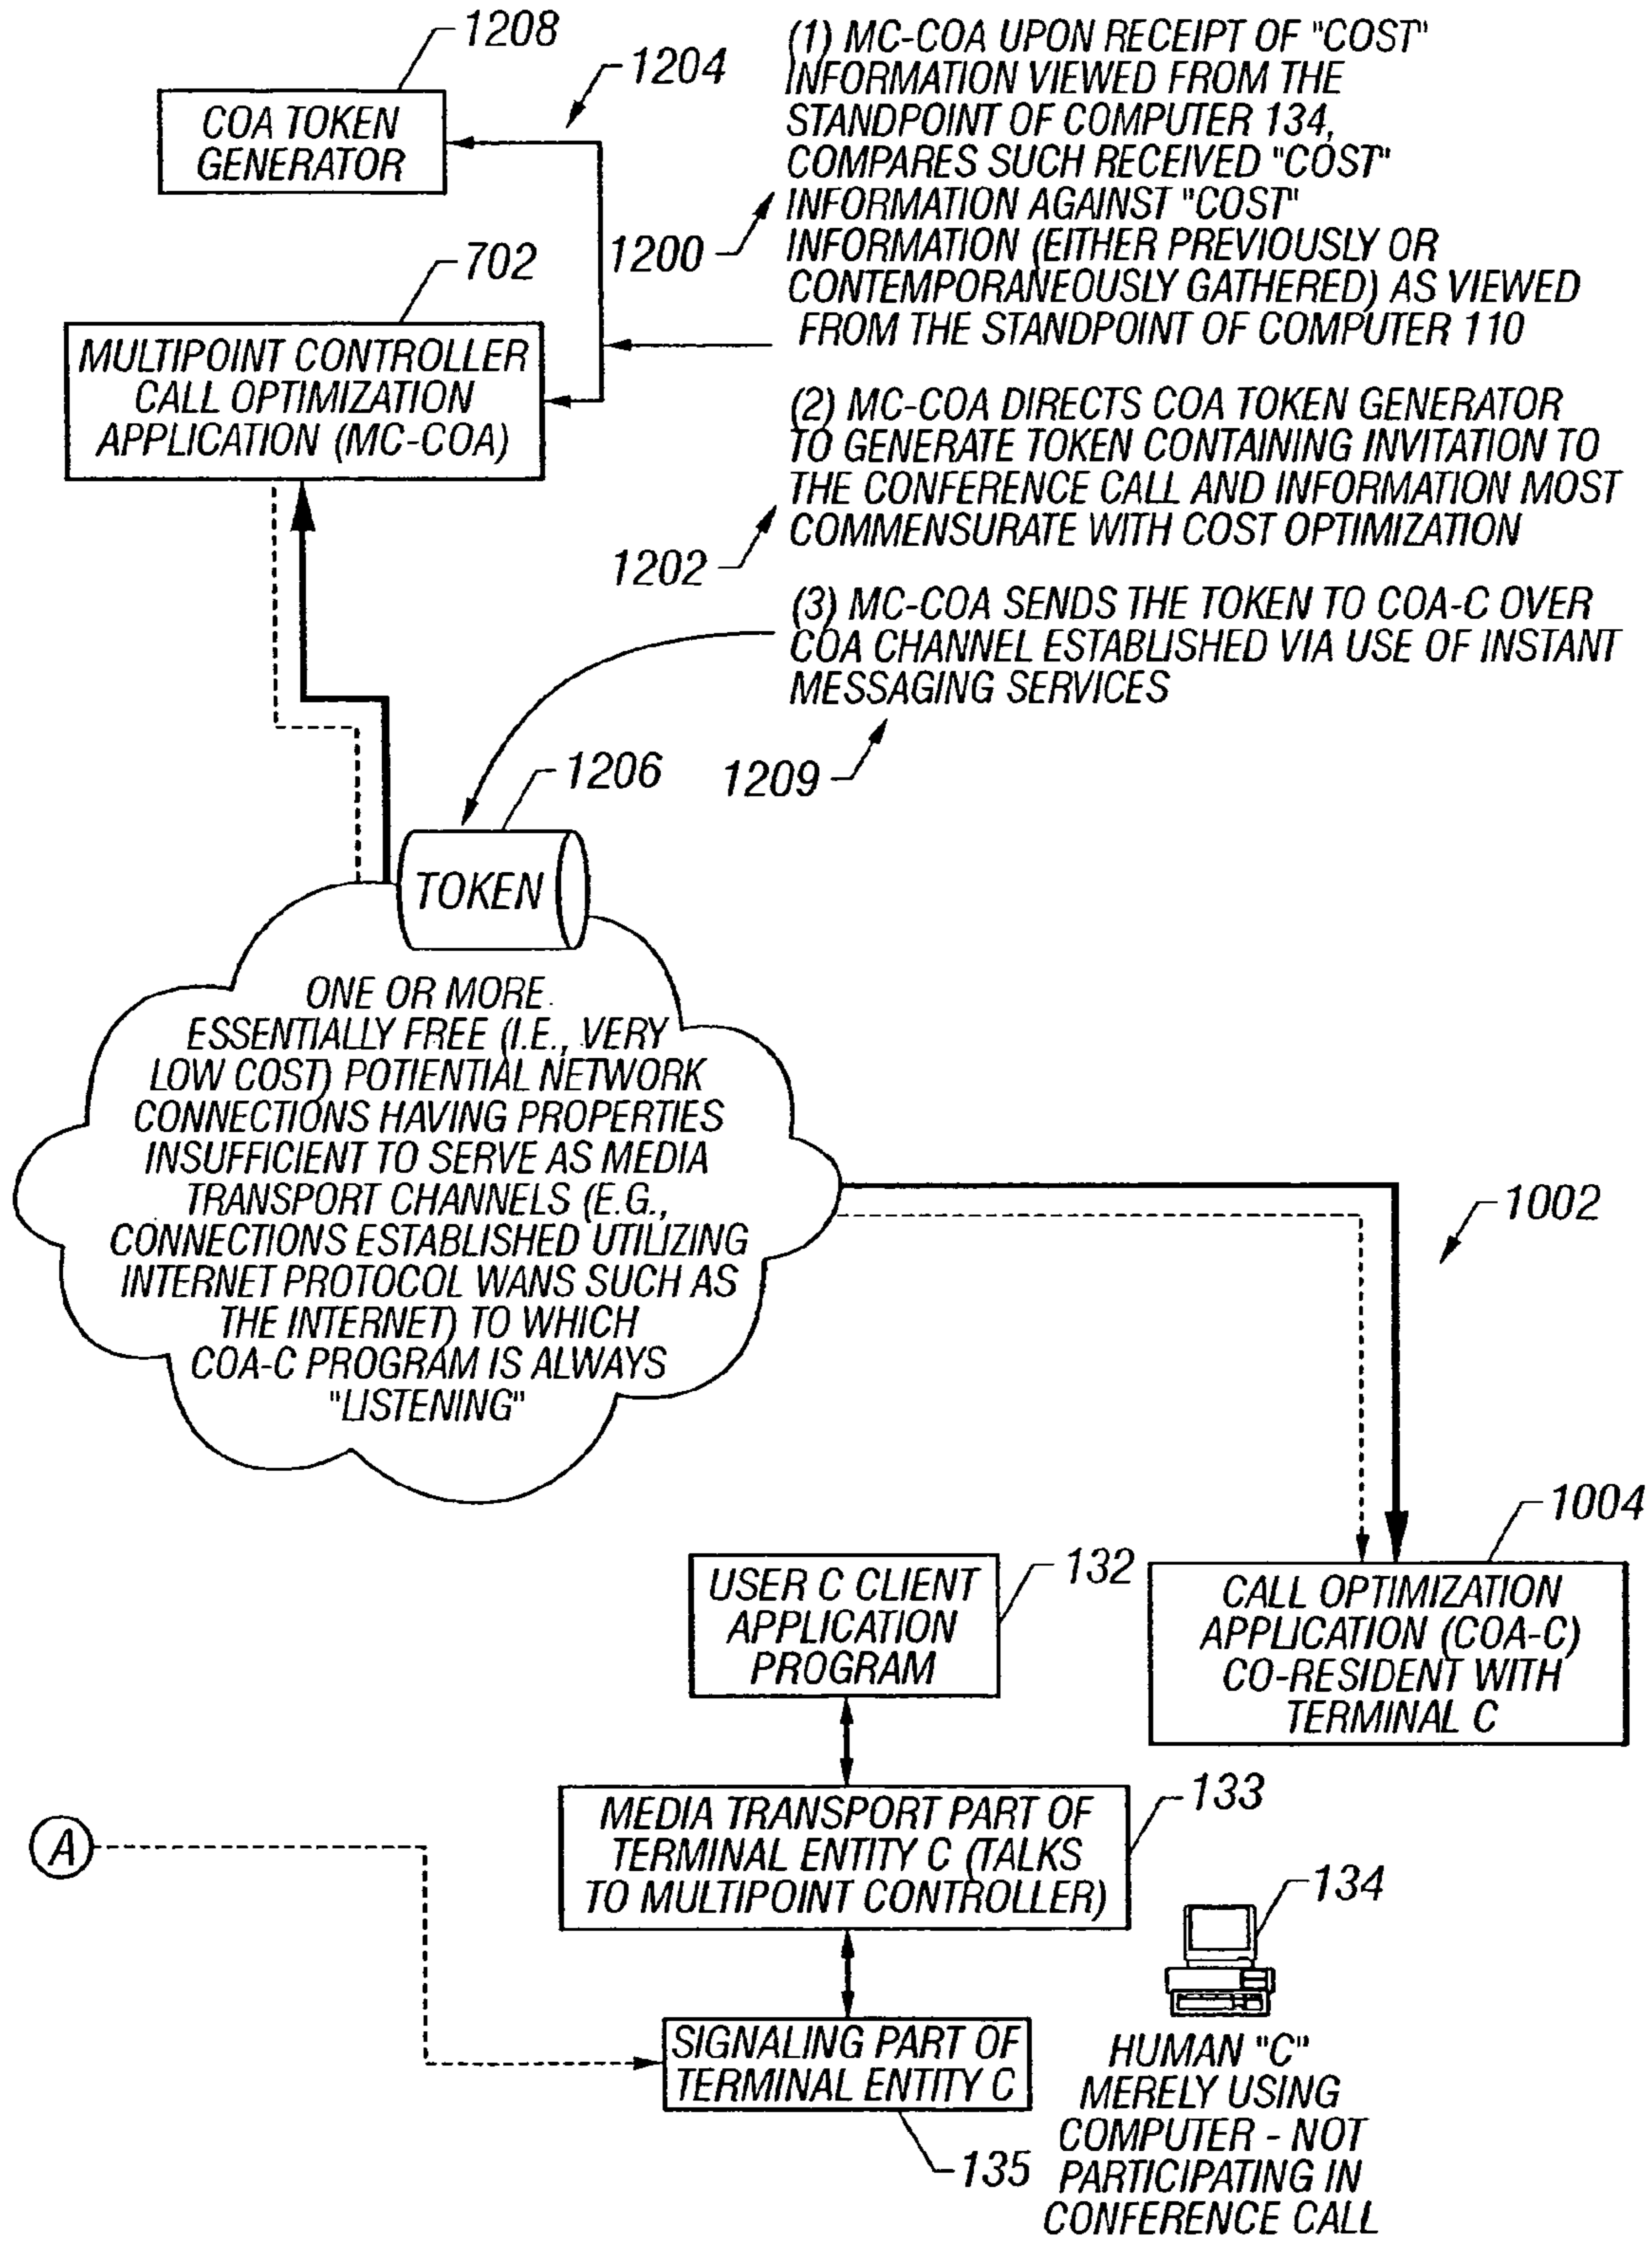 1208
COA TOKEN
GENERATOR
1204
(1) MC-COA UPON RECEIPT OF "COST"
INFORMATION VIEWED FROM THE
STANDPOINT OF COMPUTER 134,
COMPARES SUCH RECEIVED "COST"
INFORMATION AGAINST "COST"
INFORMATION (EITHER PREVIOUSLY OR
CONTEMPORANEOUSLY GATHERED) AS VIEWED
FROM THE STANDPOINT OF COMPUTER 110
1200
702
MULTIPOINT CONTROLLER
CALL OPTIMIZATION
APPLICATION (MC-COA)
(2) MC-COA DIRECTS COA TOKEN GENERATOR
TO GENERATE TOKEN CONTAINING INVITATION TO
THE CONFERENCE CALL AND INFORMATION MOST
COMMENSURATE WITH COST OPTIMIZATION
1202
(3) MC-COA SENDS THE TOKEN TO COA-C OVER
COA CHANNEL ESTABLISHED VIA USE OF INSTANT
MESSAGING SERVICES
1209
1206
TOKEN
ONE OR MORE
ESSENTIALLY FREE (I.E., VERY
LOW COST) POTIENTIAL NETWORK
CONNECTIONS HAVING PROPERTIES
INSUFFICIENT TO SERVE AS MEDIA
TRANSPORT CHANNELS (E.G.,
CONNECTIONS ESTABLISHED UTILIZING
INTERNET PROTOCOL WANS SUCH AS
THE INTERNET) TO WHICH
COA-C PROGRAM IS ALWAYS
"LISTENING"
1002
1004
CALL OPTIMIZATION
APPLICATION (COA-C)
CO-RESIDENT WITH
TERMINAL C
132
USER C CLIENT
APPLICATION
PROGRAM
133
MEDIA TRANSPORT PART OF
TERMINAL ENTITY C (TALKS
TO MULTIPOINT CONTROLLER)
A
134
SIGNALING PART OF
TERMINAL ENTITY C
135
HUMAN "C"
MERELY USING
COMPUTER - NOT
PARTICIPATING IN
CONFERENCE CALL